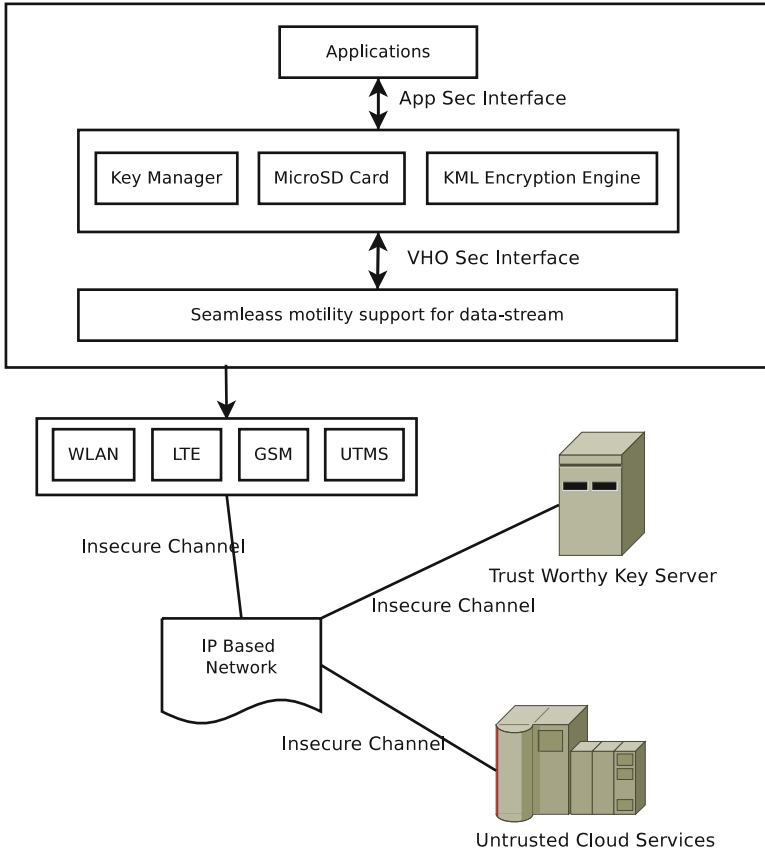 Applications
App Sec Interface
Key Manager
MicroSD Card
KML Encryption Engine
VHO Sec Interface
Seamleass motility support for data-stream
WLAN
LTE
GSM
UTMS
Insecure Channel
Trust Worthy Key Server
Insecure Channel
IP Based
Network
Insecure Channel
Untrusted Cloud Services